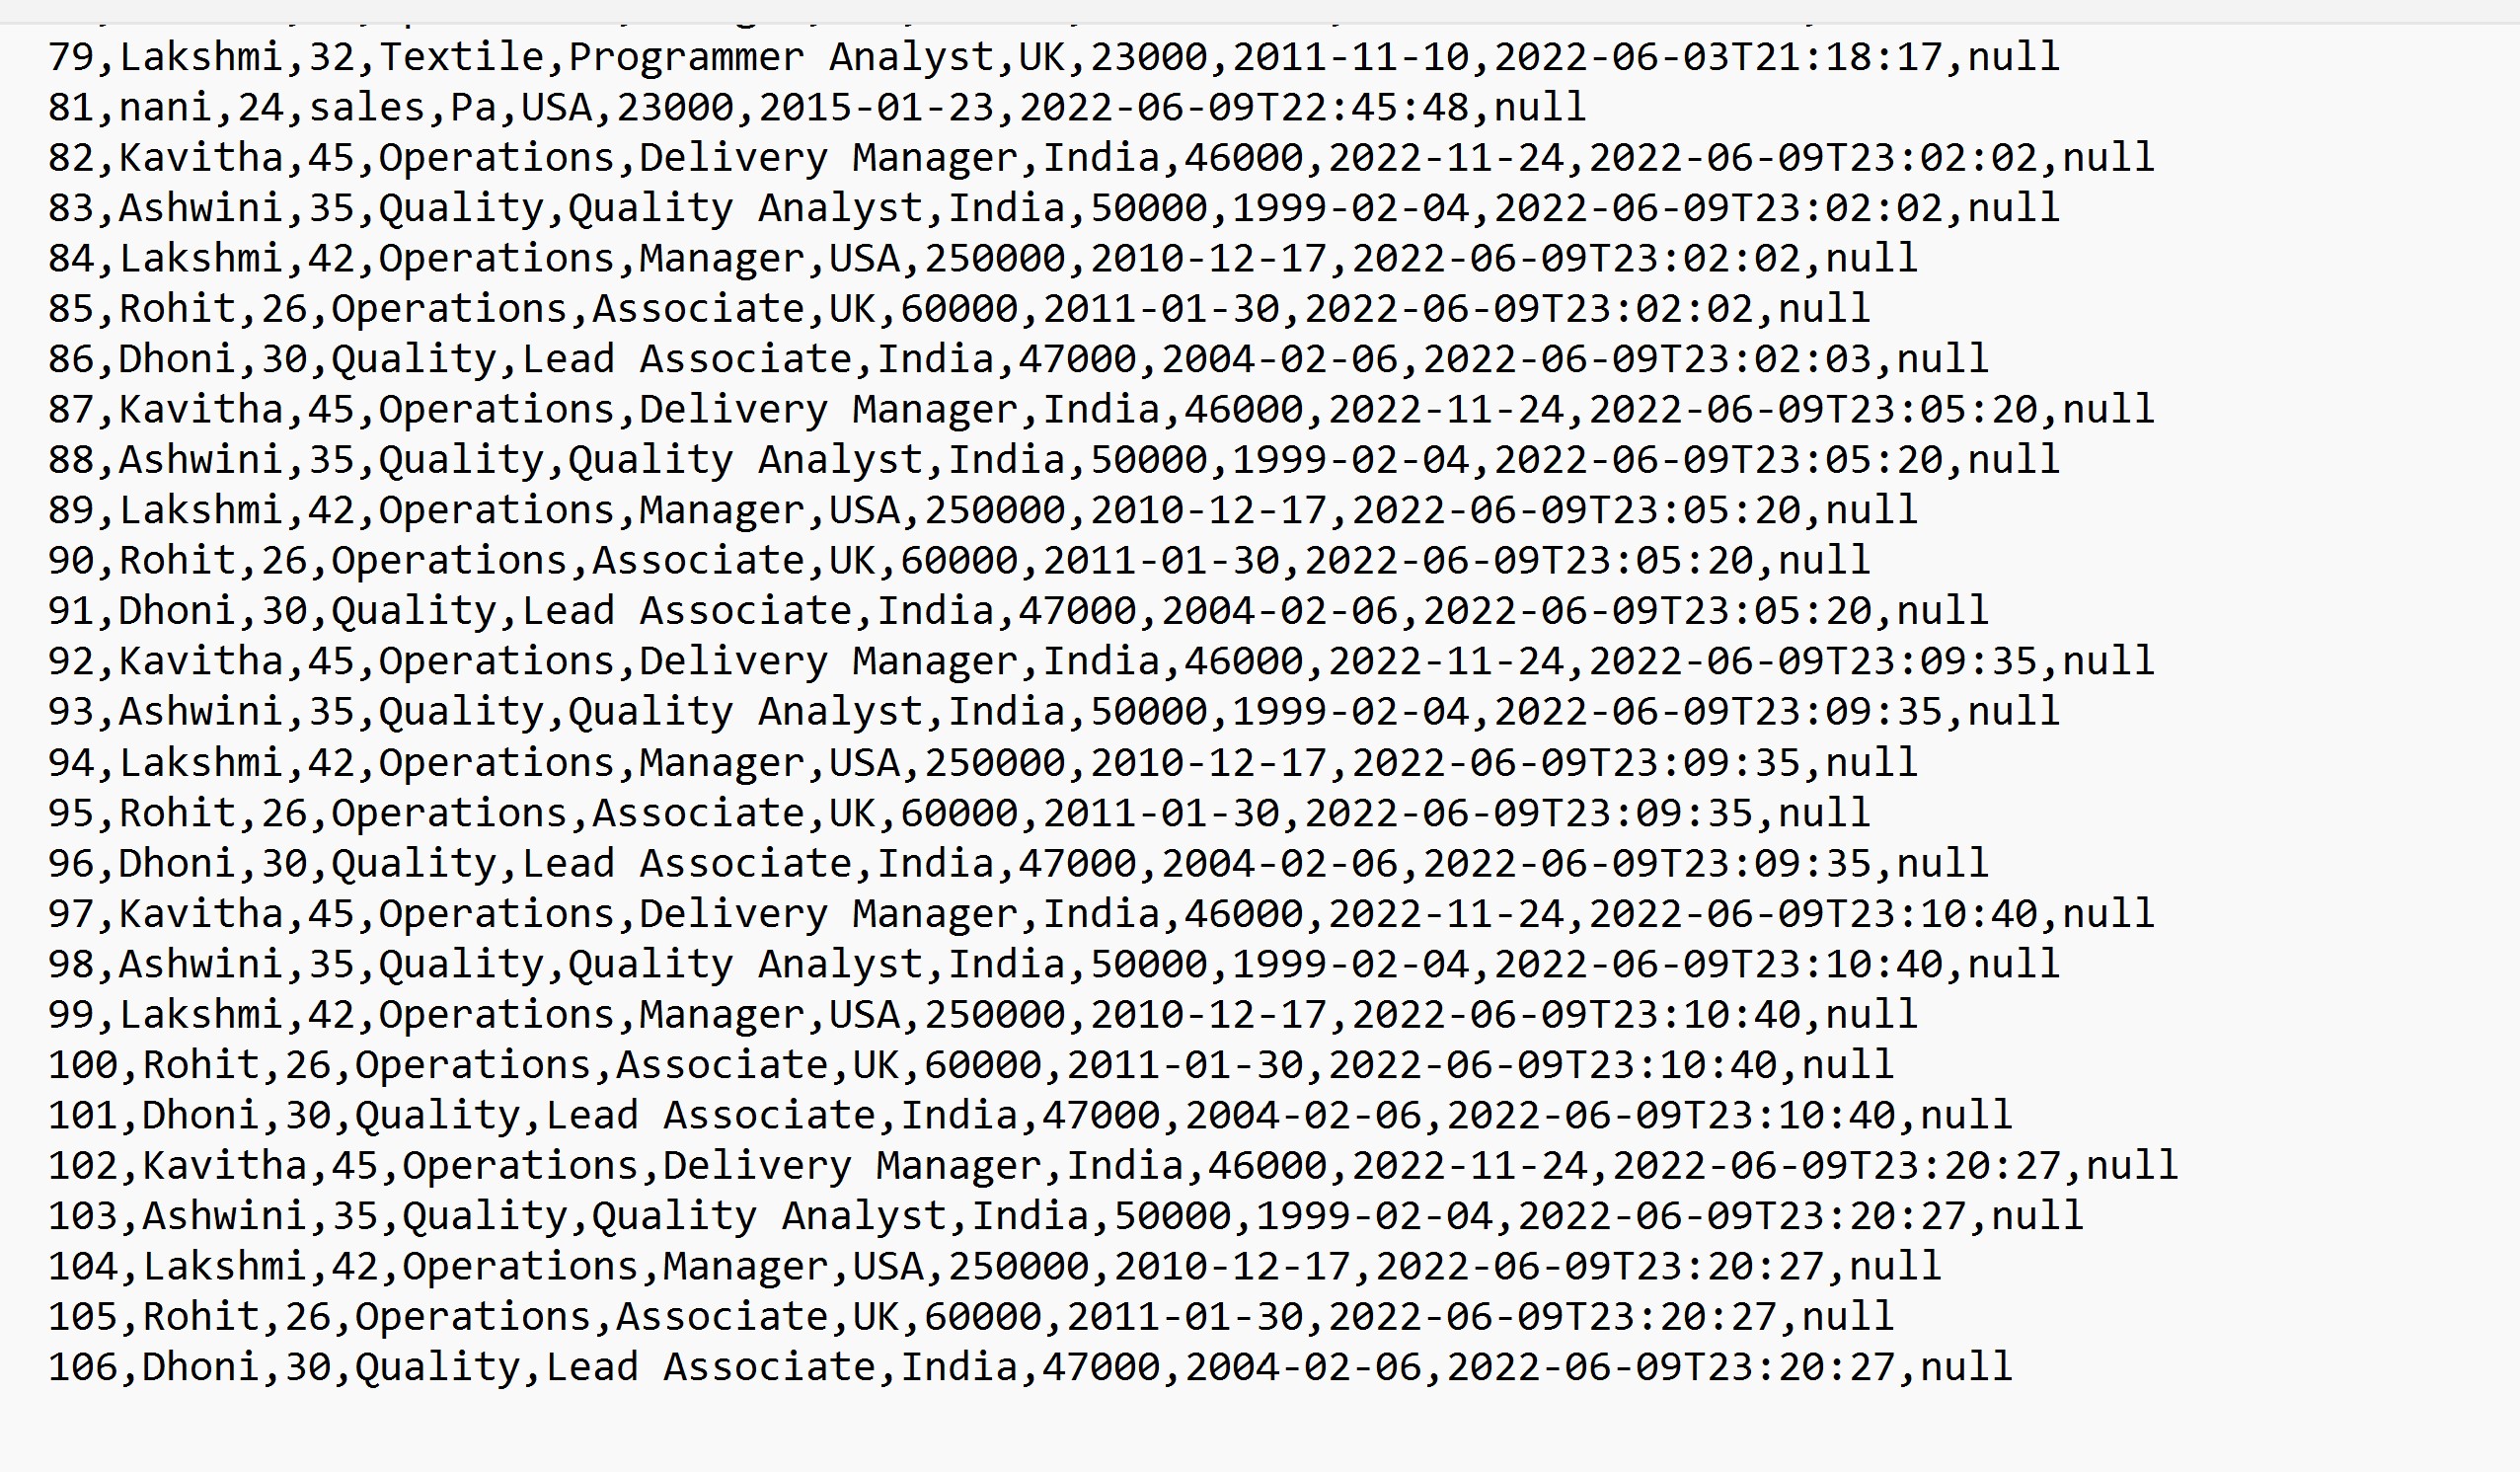 79,Lakshmi,32,Textile,Programmer Analyst,UK,23000,2011-11-10,2022-06-03T21:18:17,null
81,nani,24,sales,Pa,USA,23000,2015-01-23,2022-06-09T22:45:48,null
82,Kavitha,45,Operations,Delivery Manager,India,46000,2022-11-24,2022-06-09T23:02:02,null
83,Ashwini,35,Quality,Quality Analyst,India,50000,1999-02-04,2022-06-09T23:02:02,null
84,Lakshmi,42,Operations,Manager,USA,250000,2010-12-17,2022-06-09T23:02:02,null
85,Rohit,26,Operations,Associate,UK,60000,2011-01-30,2022-06-09T23:02:02,null
86,Dhoni,30,Quality,Lead Associate,India,47000,2004-02-06,2022-06-09T23:02:03,null
87,Kavitha,45,Operations,Delivery Manager,India,46000,2022-11-24,2022-06-09T23:05:20,null
88,Ashwini,35,Quality,Quality Analyst,India,50000,1999-02-04,2022-06-09T23:05:20,null
89,Lakshmi,42,Operations,Manager,USA,250000,2010-12-17,2022-06-09T23:05:20,null
90,Rohit,26,Operations,Associate,UK,60000,2011-01-30,2022-06-09T23:05:20,null
91,Dhoni,30,Quality,Lead Associate,India,47000,2004-02-06,2022-06-09T23:05:20,null
92,Kavitha,45,Operations,Delivery Manager,India,46000,2022-11-24,2022-06-09T23:09:35,null
93,Ashwini,35,Quality,Quality Analyst,India,50000,1999-02-04,2022-06-09T23:09:35,null
94,Lakshmi,42,Operations,Manager,USA,250000,2010-12-17,2022-06-09T23:09:35,null
95,Rohit,26,Operations,Associate,UK,60000,2011-01-30,2022-06-09T23:09:35,null
96,Dhoni,30,Quality,Lead Associate,India,47000,2004-02-06,2022-06-09T23:09:35,null
97,Kavitha,45,Operations,Delivery Manager,India,46000,2022-11-24,2022-06-09T23:10:40,null
98,Ashwini,35,Quality,Quality Analyst,India,50000,1999-02-04,2022-06-09T23:10:40,null
99,Lakshmi,42,Operations,Manager,USA,250000,2010-12-17,2022-06-09T23:10:40,null
100,Rohit,26,Operations,Associate,UK,60000,2011-01-30,2022-06-09T23:10:40,null
101,Dhoni,30,Quality,Lead Associate,India,47000,2004-02-06,2022-06-09T23:10:40,null
102,Kavitha,45,Operations,Delivery Manager,India,46000,2022-11-24,2022-06-09T23:20:27,null
103,Ashwini,35,Quality,Quality Analyst,India,50000,1999-02-04,2022-06-09T23:20:27,null
104,Lakshmi,42,Operations,Manager,USA,250000,2010-12-17,2022-06-09T23:20:27,null
105,Rohit,26,Operations,Associate,UK,60000,2011-01-30,2022-06-09T23:20:27,null
106,Dhoni,30,Quality,Lead Associate,India,47000,2004-02-06,2022-06-09T23:20:27,null